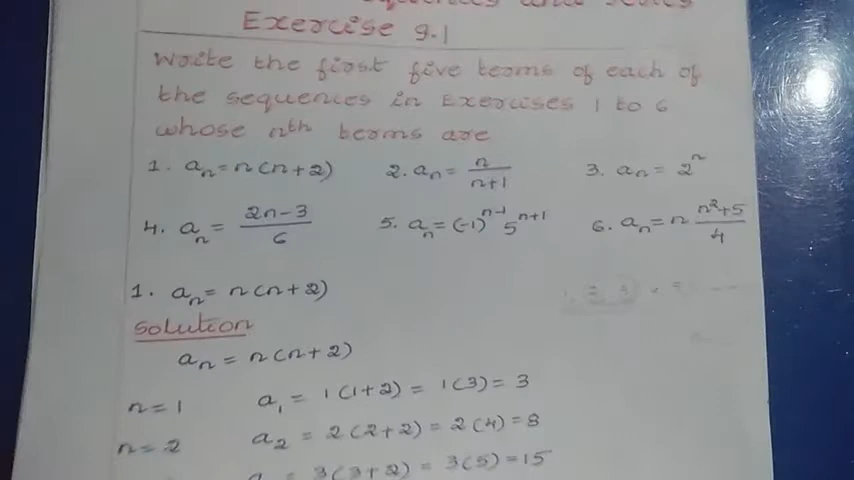 Exercise 9.1
Write the first five terms of each of
the sequences in Exercises 1 to 6
whose nth terms are
1. aₙ = n(n+2) 2. aₙ = n/(n+1) 3. aₙ = 2ⁿ
4. aₙ = (2n-3)/6 5. aₙ = (-1)ⁿ⁻¹ 5ⁿ⁺¹ 6. aₙ = n (n²+5)/4
1. aₙ = n(n+2)
Solution
aₙ = n(n+2)
n=1 a₁ = 1(1+2) = 1(3) = 3
n=2 a₂ = 2(2+2) = 2(4) = 8
3(3+2) = 3(5) = 15